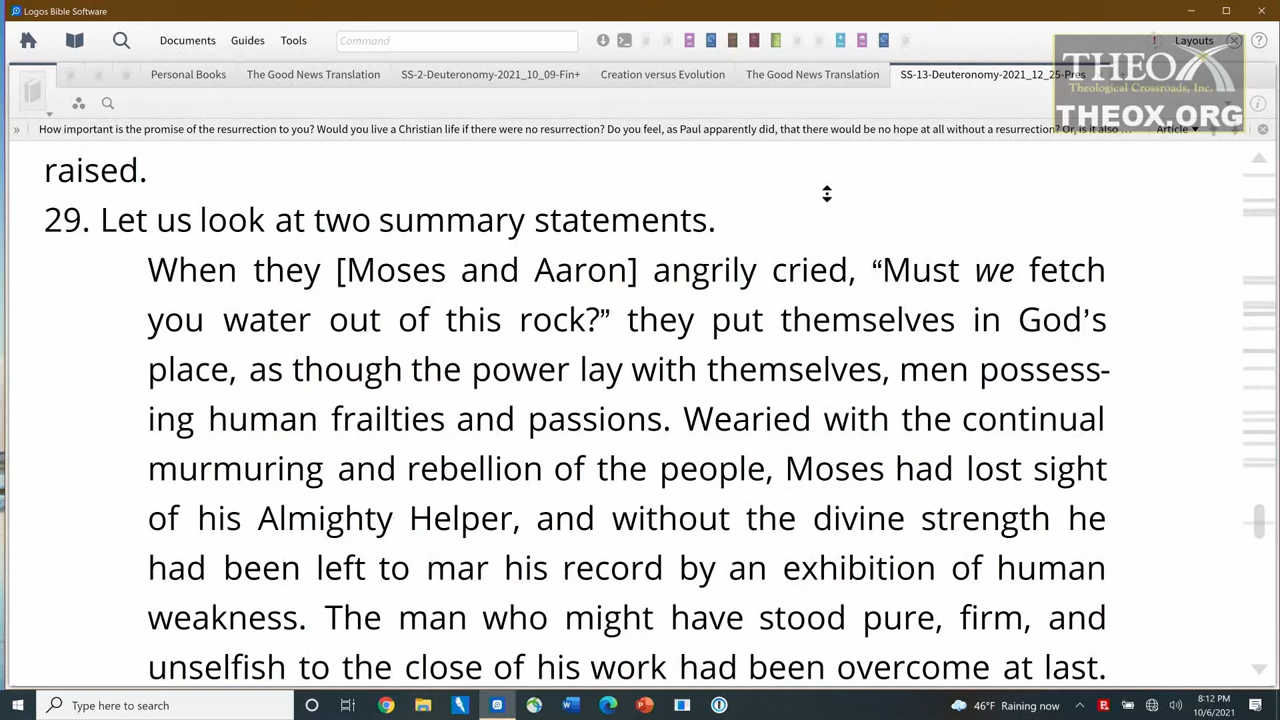 Logos Bible Software
Documents Guides Tools Command Layouts
Personal Books The Good News Translation SS-2-Deuteronomy-2021_10_09-Fin+ Creation versus Evolution The Good News Translation SS-13-Deuteronomy-2021_12_25-Pres
THEOX
Theological Crossroads, Inc.
THEOX.ORG
» How important is the promise of the resurrection to you? Would you live a Christian life if there were no resurrection? Do you feel, as Paul apparently did, that there would be no hope at all without a resurrection? Or, is it also ... Article
raised.
29. Let us look at two summary statements.
When they [Moses and Aaron] angrily cried, “Must we fetch
you water out of this rock?” they put themselves in God’s
place, as though the power lay with themselves, men possess-
ing human frailties and passions. Wearied with the continual
murmuring and rebellion of the people, Moses had lost sight
of his Almighty Helper, and without the divine strength he
had been left to mar his record by an exhibition of human
weakness. The man who might have stood pure, firm, and
unselfish to the close of his work had been overcome at last.
Type here to search
46°F Raining now
8:12 PM
10/6/2021